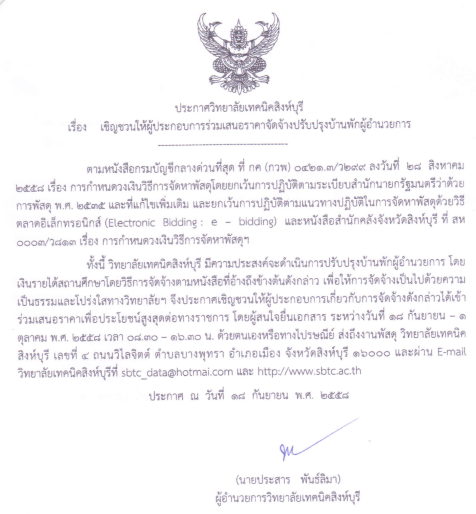 ประกาศวิทยาลัยเทคนิคสิงห์บุรี
เรื่อง เชิญชวนให้ผู้ประกอบการร่วมเสนอราคาจัดจ้างปรับปรุงบ้านพักผู้อำนวยการ
ตามหนังสือกรมบัญชีกลางด่วนที่สุด ที่ กค (กวพ) ๐๔๒๑.๓/ว๒๙๙ ลงวันที่ ๒๘ สิงหาคม
๒๕๕๘ เรื่อง การกำหนดวงเงินวิธีการจัดหาพัสดุโดยยกเว้นการปฏิบัติตามระเบียบสำนักนายกรัฐมนตรีว่าด้วย
การพัสดุ พ.ศ. ๒๕๓๕ และที่แก้ไขเพิ่มเติม และยกเว้นการปฏิบัติตามแนวทางปฏิบัติในการจัดหาพัสดุด้วยวิธี
ตลาดอิเล็กทรอนิกส์ (Electronic Bidding : e – bidding) และหนังสือสำนักคลังจังหวัดสิงห์บุรี ที่ สห
๐๐๐๓/ว๘๑๓ เรื่อง การกำหนดวงเงินวิธีการจัดหาพัสดุฯ
ทั้งนี้ วิทยาลัยเทคนิคสิงห์บุรี มีความประสงค์จะดำเนินการปรับปรุงบ้านพักผู้อำนวยการ โดย
เงินรายได้สถานศึกษาโดยวิธีการจัดจ้างตามหนังสือที่อ้างถึงข้างต้นดังกล่าว เพื่อให้การจัดจ้างเป็นไปด้วยความ
เป็นธรรมและโปร่งใสทางวิทยาลัยฯ จึงประกาศเชิญชวนให้ผู้ประกอบการเกี่ยวกับการจัดจ้างดังกล่าวได้เข้า
ร่วมเสนอราคาเพื่อประโยชน์สูงสุดต่อทางราชการ โดยผู้สนใจยื่นเอกสาร ระหว่างวันที่ ๑๘ กันยายน – ๑
ตุลาคม พ.ศ. ๒๕๕๘ เวลา ๐๘.๓๐ – ๑๖.๓๐ น. ด้วยตนเองหรือทางไปรษณีย์ ส่งถึงงานพัสดุ วิทยาลัยเทคนิค
สิงห์บุรี เลขที่ ๔ ถนนวิไลจิตต์ ตำบลบางพุทรา อำเภอเมือง จังหวัดสิงห์บุรี ๑๖๐๐๐ และผ่าน E-mail
วิทยาลัยเทคนิคสิงห์บุรีที่ sbtc_data@hotmai.com และ http://www.sbtc.ac.th
ประกาศ ณ วันที่ ๑๘ กันยายน พ.ศ. ๒๕๕๘
(นายประสาร พันธ์ลิมา)
ผู้อำนวยการวิทยาลัยเทคนิคสิงห์บุรี